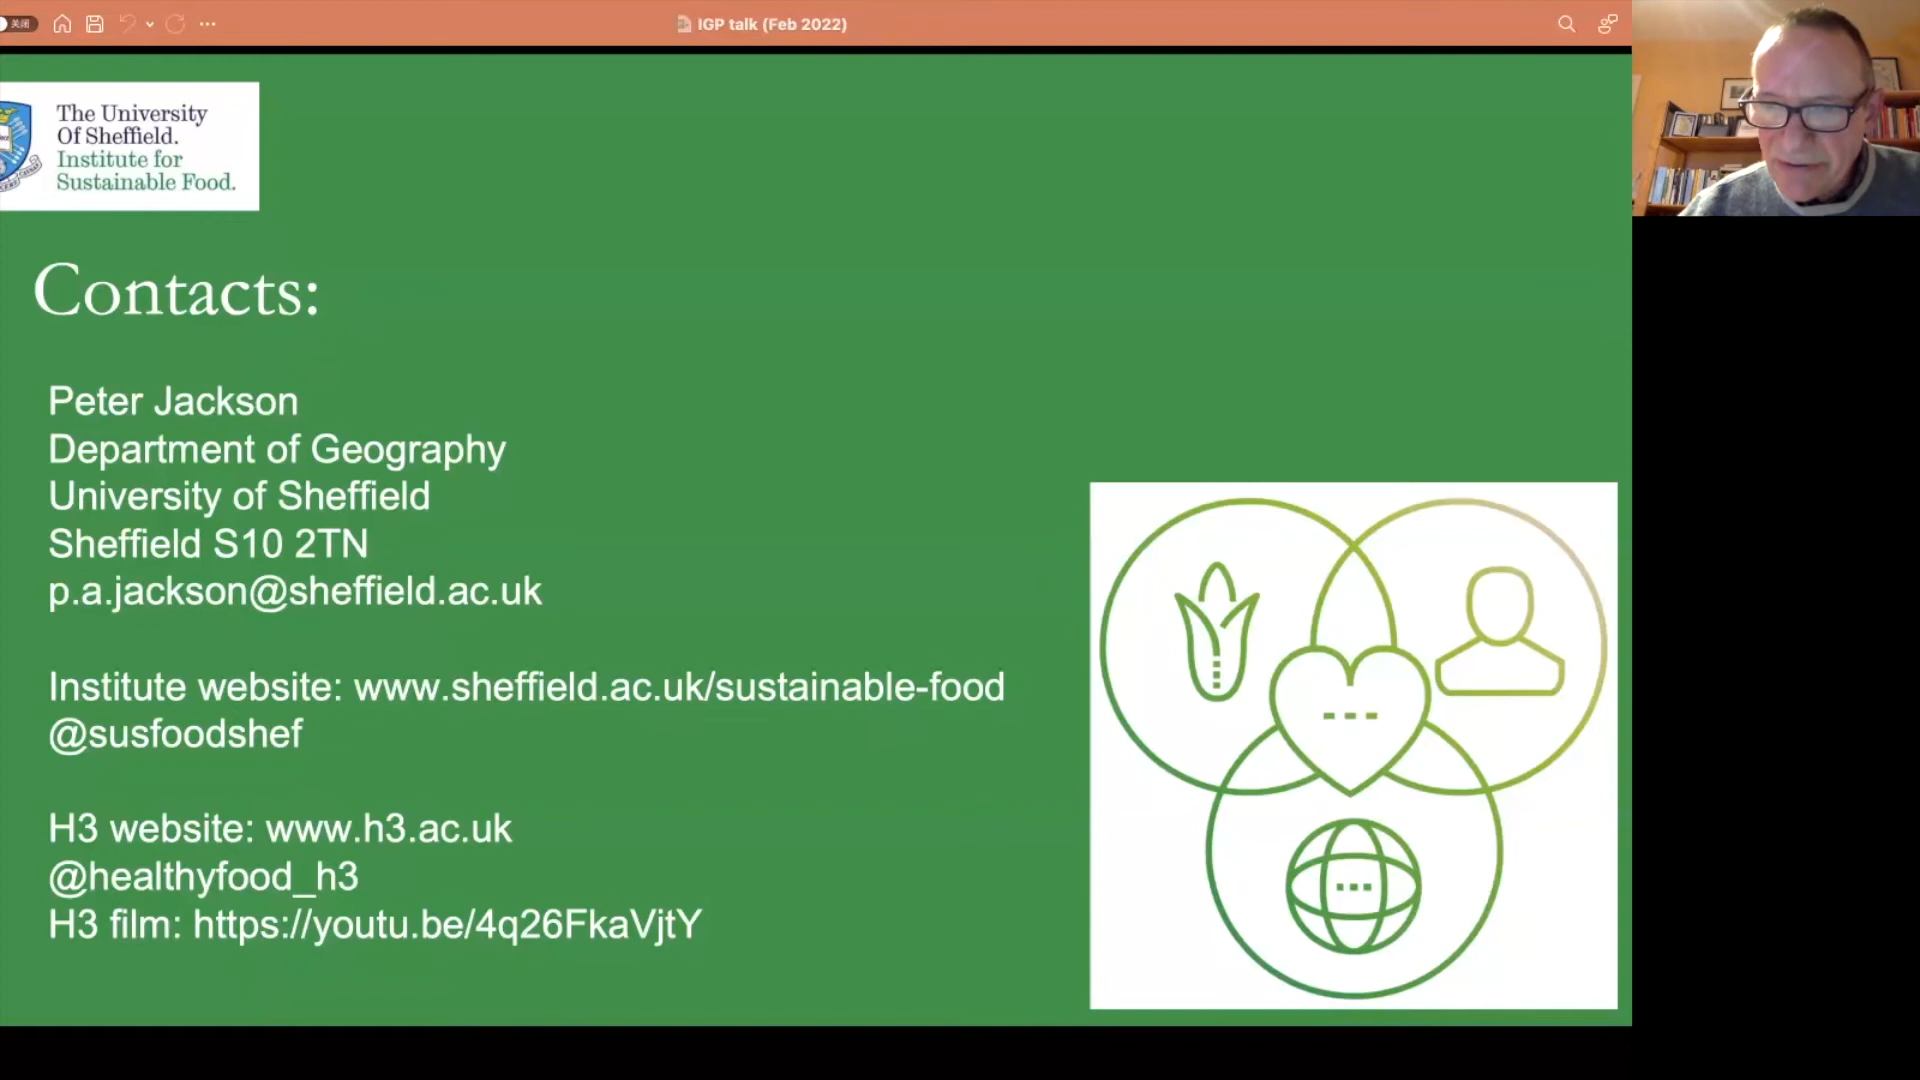 关闭
IGP talk (Feb 2022)
The University
Of Sheffield.
Institute for
Sustainable Food.
Contacts:
Peter Jackson
Department of Geography
University of Sheffield
Sheffield S10 2TN
p.a.jackson@sheffield.ac.uk
Institute website: www.sheffield.ac.uk/sustainable-food
@susfoodshef
H3 website: www.h3.ac.uk
@healthyfood_h3
H3 film: https://youtu.be/4q26FkaVjtY